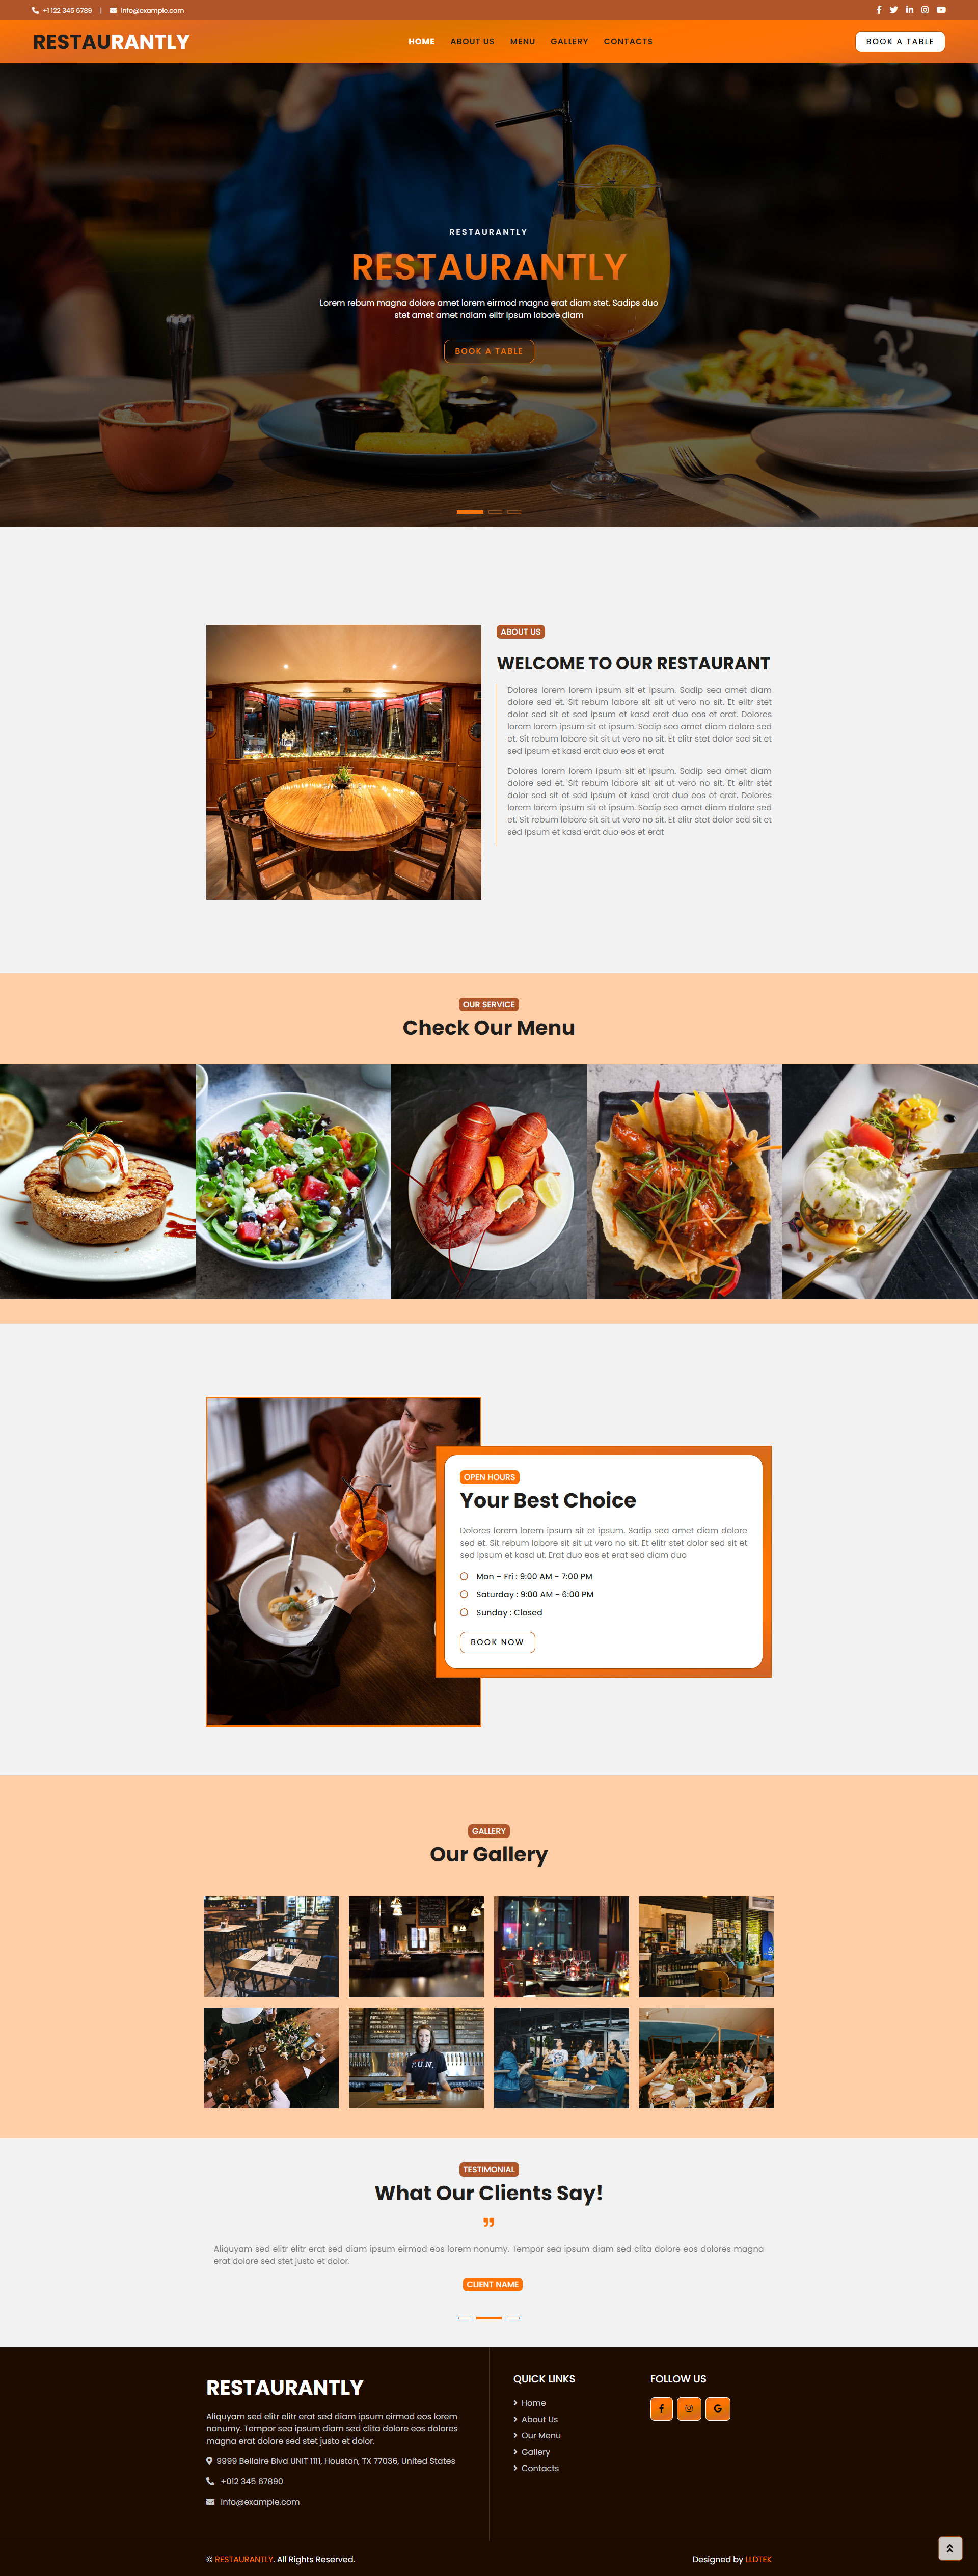 +1 122 345 6789 | info@example.com
RESTAURANTLY
HOME ABOUT US MENU GALLERY CONTACTS
BOOK A TABLE
RESTAURANTLY
RESTAURANTLY
Lorem rebum magna dolore amet lorem eirmod magna erat diam stet. Sadips duo
stet amet amet ndiam elitr ipsum labore diam
BOOK A TABLE
ABOUT US
WELCOME TO OUR RESTAURANT
Dolores lorem lorem ipsum sit et ipsum. Sadip sea amet diam
dolore sed et. Sit rebum labore sit sit ut vero no sit. Et elitr stet
dolor sed sit et sed ipsum et kasd erat duo eos et erat. Dolores
lorem lorem ipsum sit et ipsum. Sadip sea amet diam dolore sed
et. Sit rebum labore sit sit ut vero no sit. Et elitr stet dolor sed sit et
sed ipsum et kasd erat duo eos et erat
Dolores lorem lorem ipsum sit et ipsum. Sadip sea amet diam
dolore sed et. Sit rebum labore sit sit ut vero no sit. Et elitr stet
dolor sed sit et sed ipsum et kasd erat duo eos et erat. Dolores
lorem lorem ipsum sit et ipsum. Sadip sea amet diam dolore sed
et. Sit rebum labore sit sit ut vero no sit. Et elitr stet dolor sed sit et
sed ipsum et kasd erat duo eos et erat
OUR SERVICE
Check Our Menu
OPEN HOURS
Your Best Choice
Dolores lorem lorem ipsum sit et ipsum. Sadip sea amet diam dolore
sed et. Sit rebum labore sit sit ut vero no sit. Et elitr stet dolor sed sit et
sed ipsum et kasd ut. Erat duo eos et erat sed diam duo
Mon – Fri : 9:00 AM - 7:00 PM
Saturday : 9:00 AM - 6:00 PM
Sunday : Closed
BOOK NOW
GALLERY
Our Gallery
F.U.N.
TESTIMONIAL
What Our Clients Say!
Aliquyam sed elitr elitr erat sed diam ipsum eirmod eos lorem nonumy. Tempor sea ipsum diam sed clita dolore eos dolores magna
erat dolore sed stet justo et dolor.
CLIENT NAME
RESTAURANTLY
Aliquyam sed elitr elitr erat sed diam ipsum eirmod eos lorem
nonumy. Tempor sea ipsum diam sed clita dolore eos dolores
magna erat dolore sed stet justo et dolor.
9999 Bellaire Blvd UNIT 1111, Houston, TX 77036, United States
+012 345 67890
info@example.com
QUICK LINKS
Home
About Us
Our Menu
Gallery
Contacts
FOLLOW US
© RESTAURANTLY. All Rights Reserved.
Designed by LLDTEK